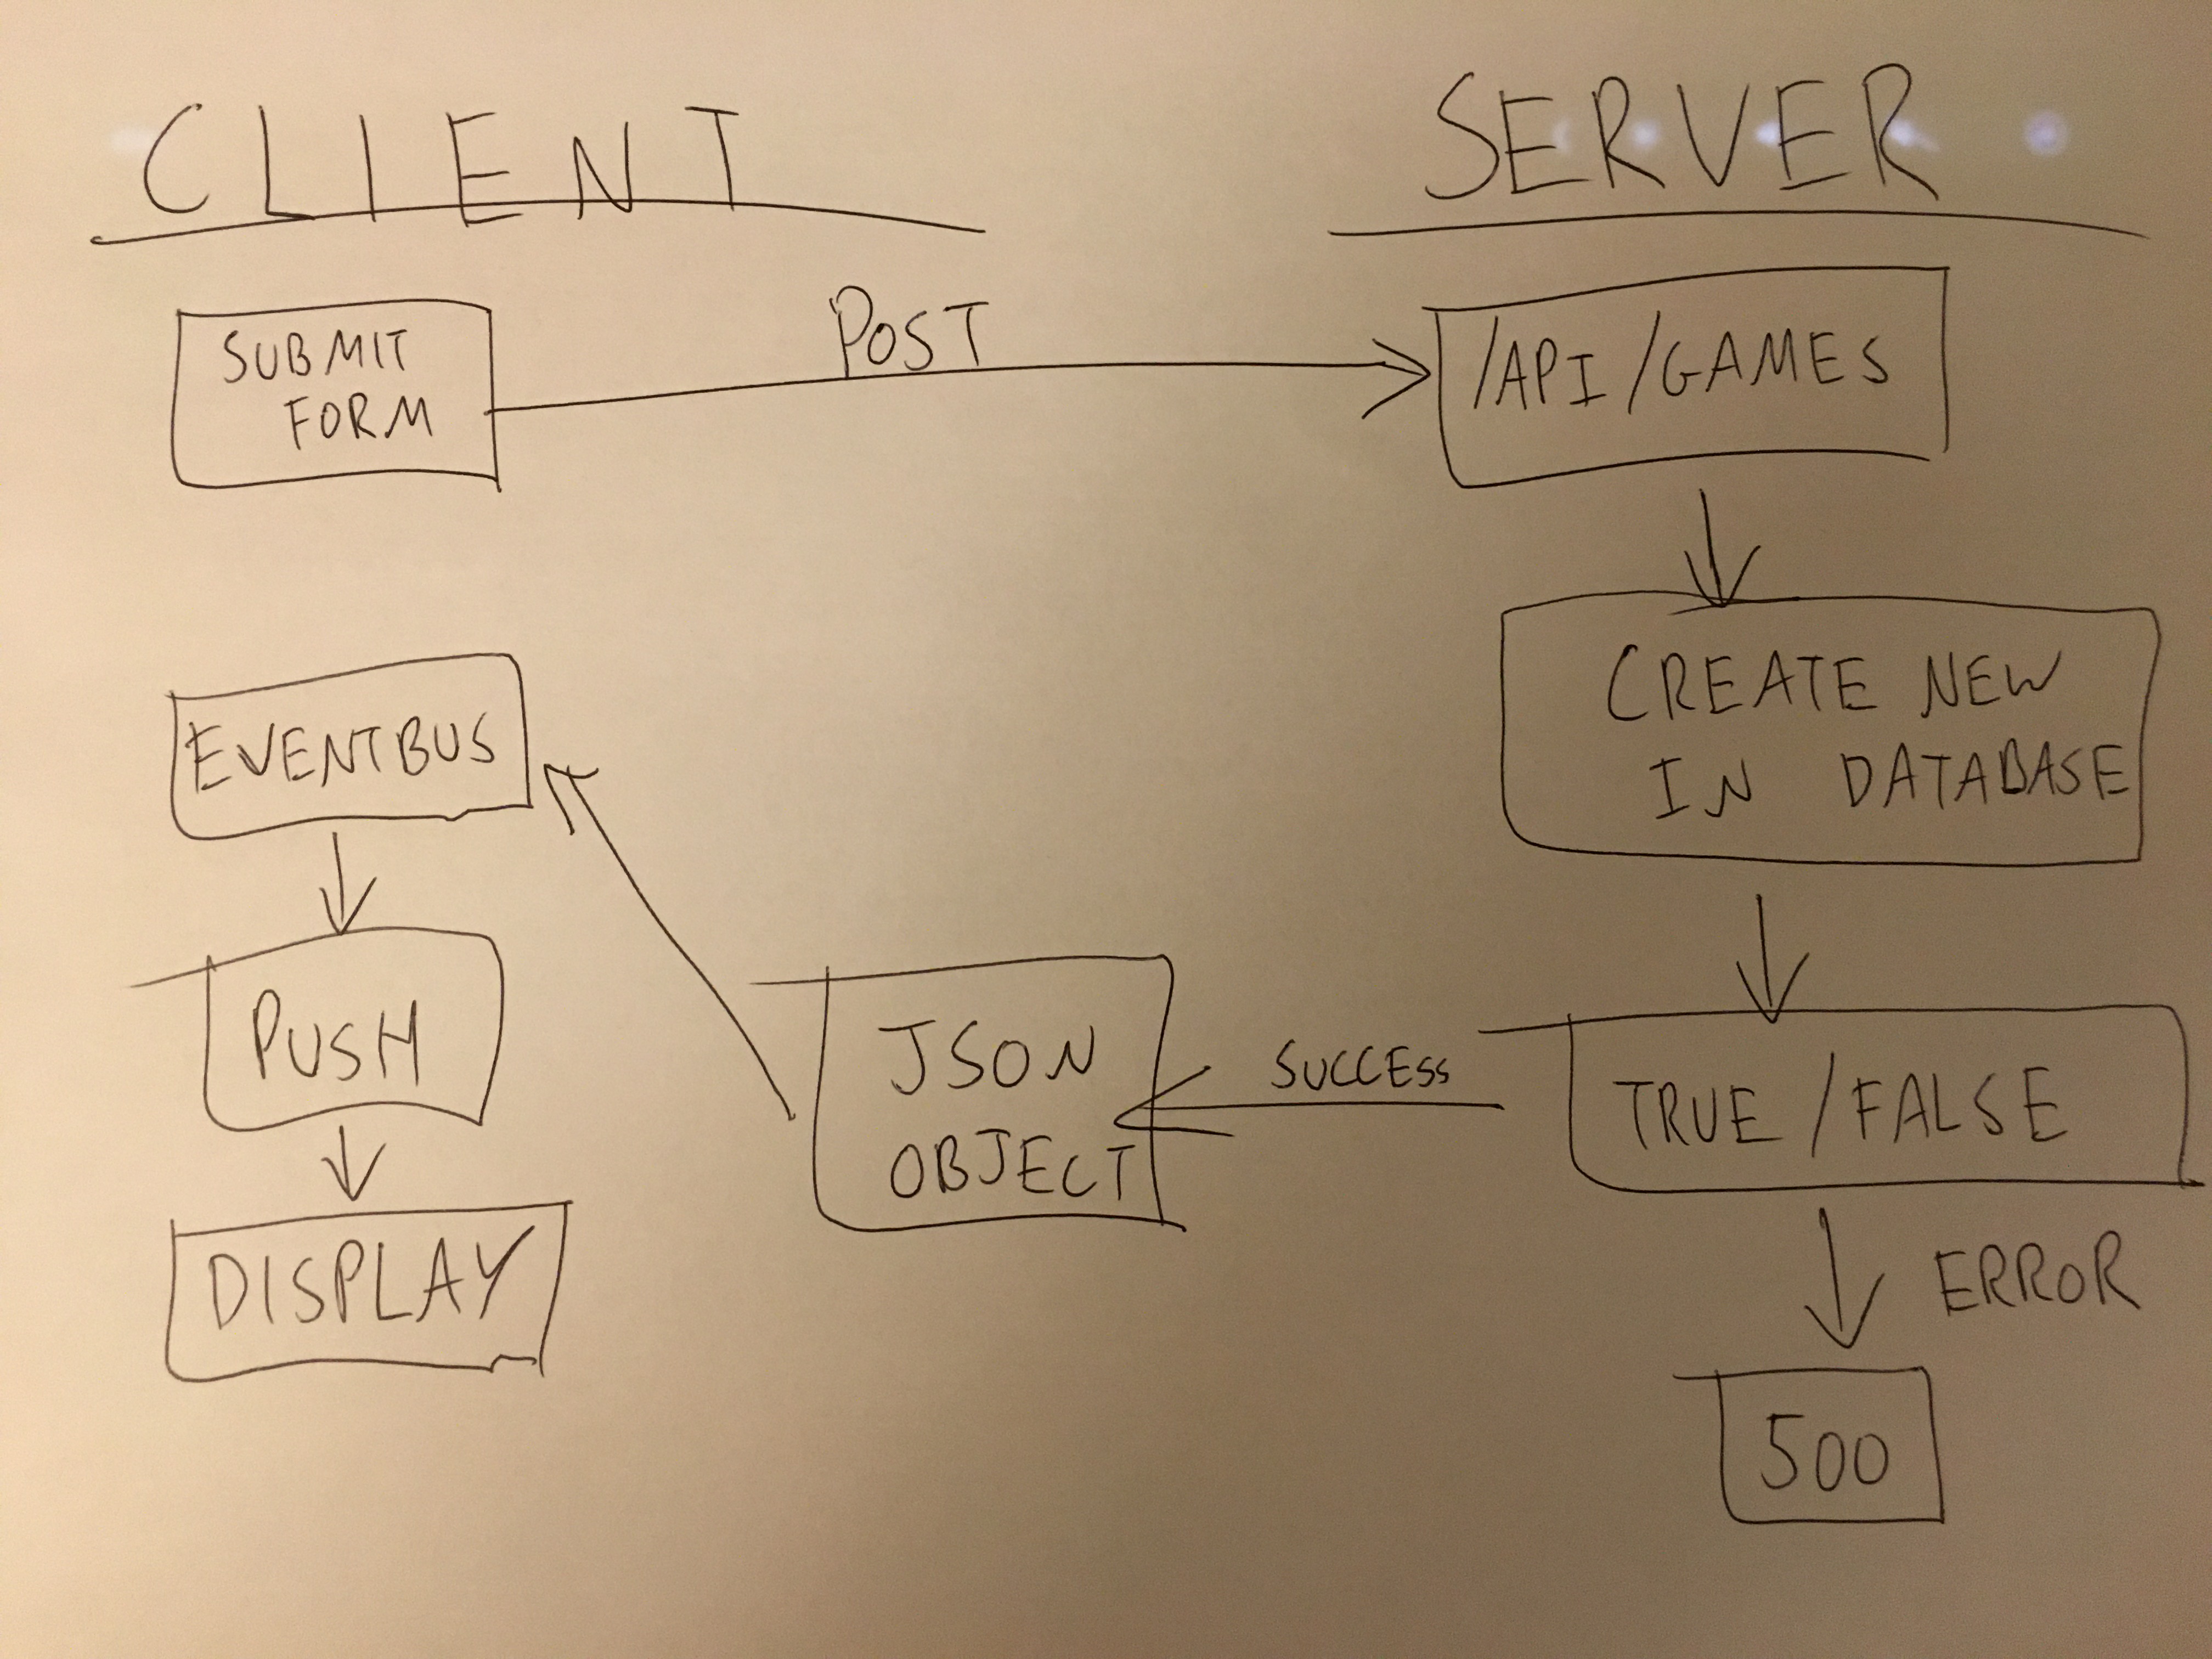 CLIENT
SERVER
SUBMIT
FORM
POST
/API/GAMES
CREATE NEW
IN DATABASE
EVENTBUS
PUSH
DISPLAY
JSON
OBJECT
SUCCESS
TRUE/FALSE
ERROR
500